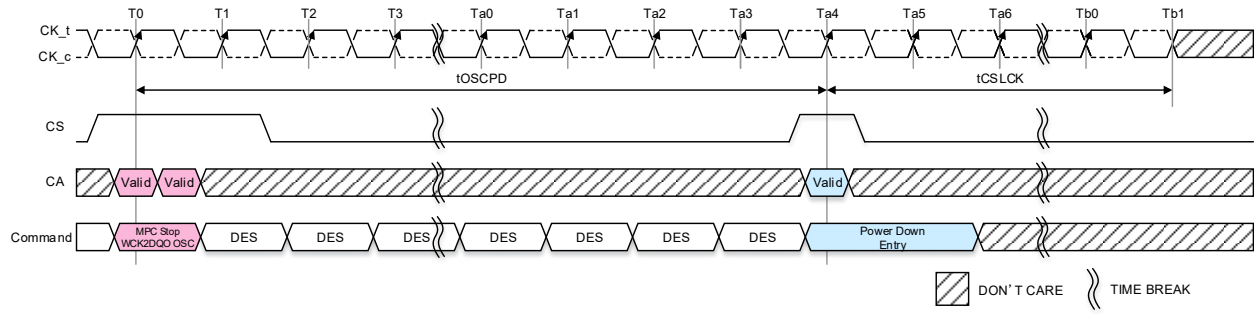 T0 T1 T2 T3 Ta0 Ta1 Ta2 Ta3 Ta4 Ta5 Ta6 Tb0 Tb1
CK_t
CK_c
tOSCPD tCSLCK
CS
CA Valid Valid Valid
Command MPC Stop WCK2DQO OSC DES DES DES DES DES DES DES Power Down Entry
DON'T CARE TIME BREAK